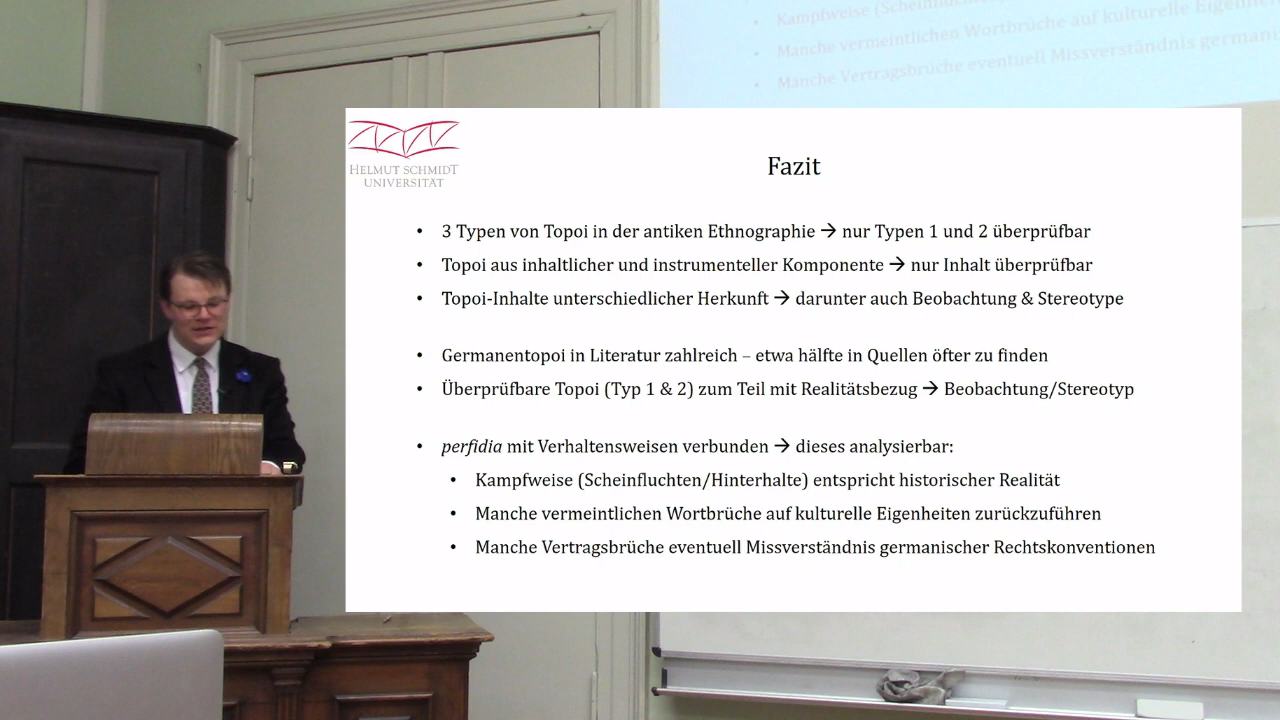 Kampfweise (Scheinfluchten
Manche vermeintlichen Wortbrüche auf kulturelle Eigenhei
Manche Vertragsbrüche eventuell Missverständnis germani
HELMUT SCHMIDT
UNIVERSITÄT
Fazit
• 3 Typen von Topoi in der antiken Ethnographie → nur Typen 1 und 2 überprüfbar
• Topoi aus inhaltlicher und instrumenteller Komponente → nur Inhalt überprüfbar
• Topoi-Inhalte unterschiedlicher Herkunft → darunter auch Beobachtung & Stereotype
• Germanentopoi in Literatur zahlreich – etwa hälfte in Quellen öfter zu finden
• Überprüfbare Topoi (Typ 1 & 2) zum Teil mit Realitätsbezug → Beobachtung/Stereotyp
• perfidia mit Verhaltensweisen verbunden → dieses analysierbar:
• Kampfweise (Scheinfluchten/Hinterhalte) entspricht historischer Realität
• Manche vermeintlichen Wortbrüche auf kulturelle Eigenheiten zurückzuführen
• Manche Vertragsbrüche eventuell Missverständnis germanischer Rechtskonventionen